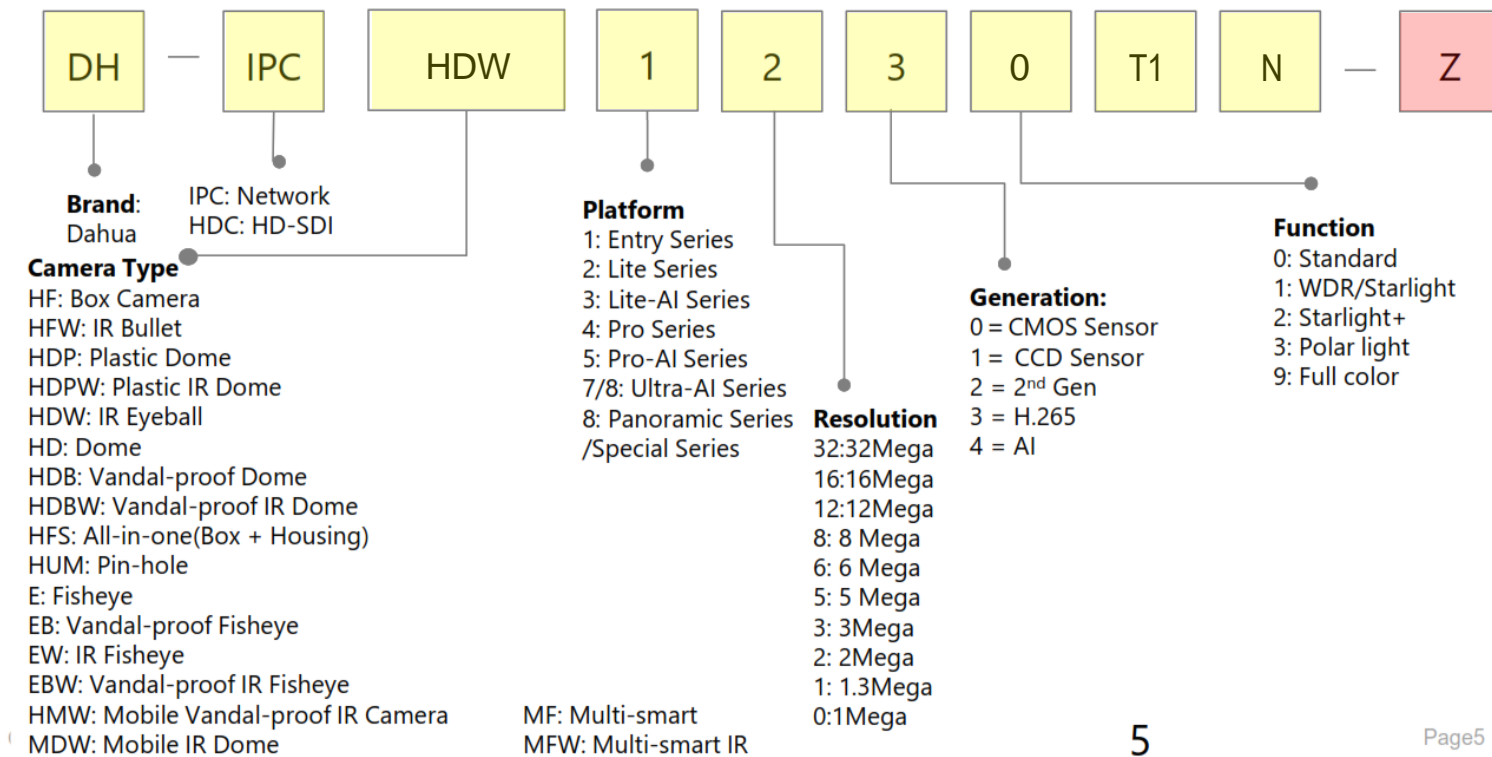 DH — IPC HDW 1 2 3 0 T1 N — Z
Brand:
Dahua
IPC: Network
HDC: HD-SDI
Camera Type
HF: Box Camera
HFW: IR Bullet
HDP: Plastic Dome
HDPW: Plastic IR Dome
HDW: IR Eyeball
HD: Dome
HDB: Vandal-proof Dome
HDBW: Vandal-proof IR Dome
HFS: All-in-one(Box + Housing)
HUM: Pin-hole
E: Fisheye
EB: Vandal-proof Fisheye
EW: IR Fisheye
EBW: Vandal-proof IR Fisheye
HMW: Mobile Vandal-proof IR Camera
MDW: Mobile IR Dome
MF: Multi-smart
MFW: Multi-smart IR
Platform
1: Entry Series
2: Lite Series
3: Lite-AI Series
4: Pro Series
5: Pro-AI Series
7/8: Ultra-AI Series
8: Panoramic Series
/Special Series
Resolution
32:32Mega
16:16Mega
12:12Mega
8: 8 Mega
6: 6 Mega
5: 5 Mega
3: 3Mega
2: 2Mega
1: 1.3Mega
0:1Mega
Generation:
0 = CMOS Sensor
1 = CCD Sensor
2 = 2nd Gen
3 = H.265
4 = AI
Function
0: Standard
1: WDR/Starlight
2: Starlight+
3: Polar light
9: Full color
5
Page5